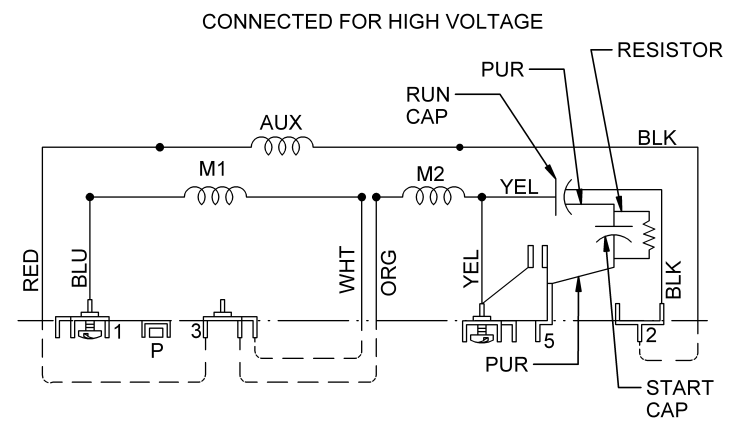 CONNECTED FOR HIGH VOLTAGE
RESISTOR
PUR
RUN
CAP
AUX
BLK
M1
M2
YEL
RED
BLU
WHT
ORG
YEL
BLK
1
P
3
5
2
PUR
START
CAP